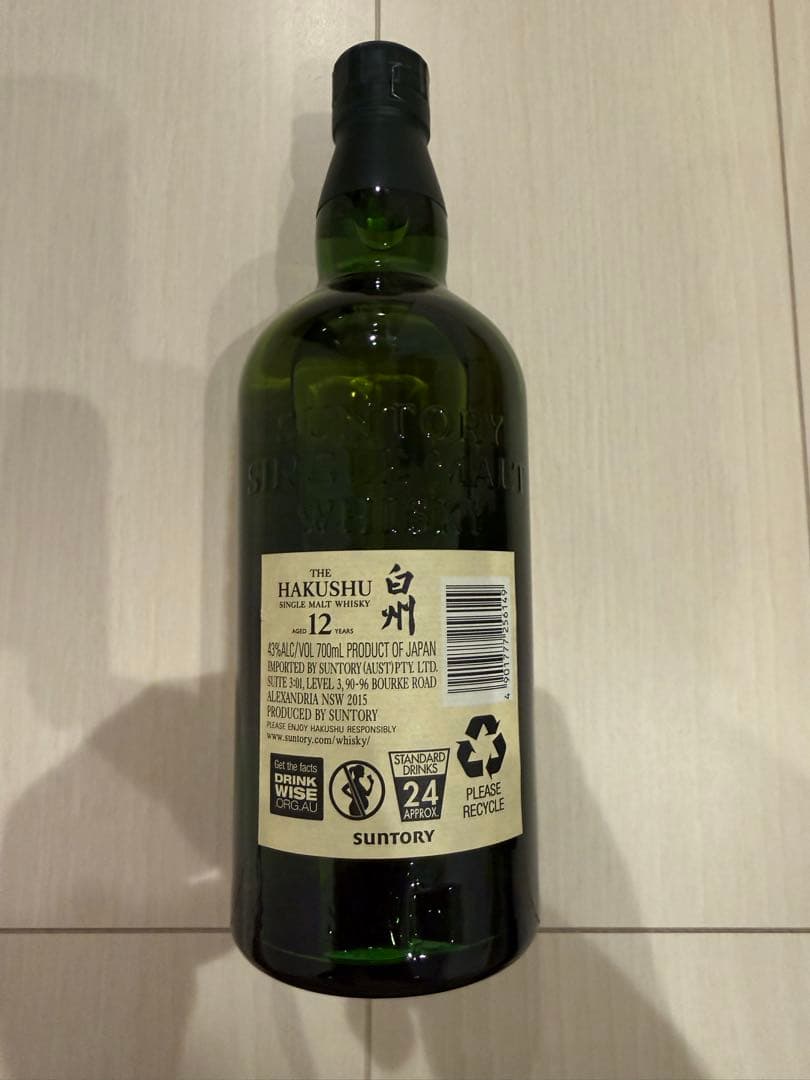 SUNTORY
SINGLE MALT
WHISKY
THE
HAKUSHU
SINGLE MALT WHISKY
AGED 12 YEARS
白州
43%ALC/VOL 700mL PRODUCT OF JAPAN
IMPORTED BY SUNTORY (AUST) PTY. LTD.
SUITE 3:01, LEVEL 3, 90-96 BOURKE ROAD
ALEXANDRIA NSW 2015
PRODUCED BY SUNTORY
PLEASE ENJOY HAKUSHU RESPONSIBLY
www.suntory.com/whisky/
4 901777 256149
Get the facts
DRINK
WISE
.ORG.AU
STANDARD
DRINKS
24
APPROX.
PLEASE
RECYCLE
SUNTORY